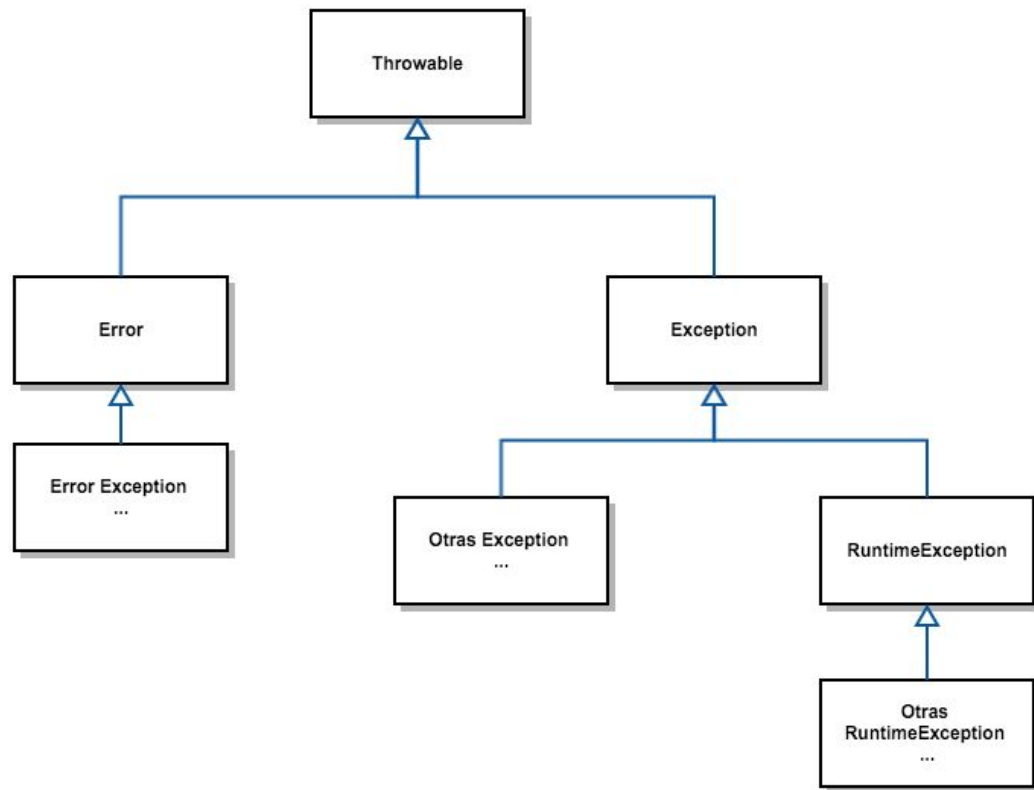 Throwable
Error
Exception
Error Exception
...
Otras Exception
...
RuntimeException
Otras
RuntimeException
...